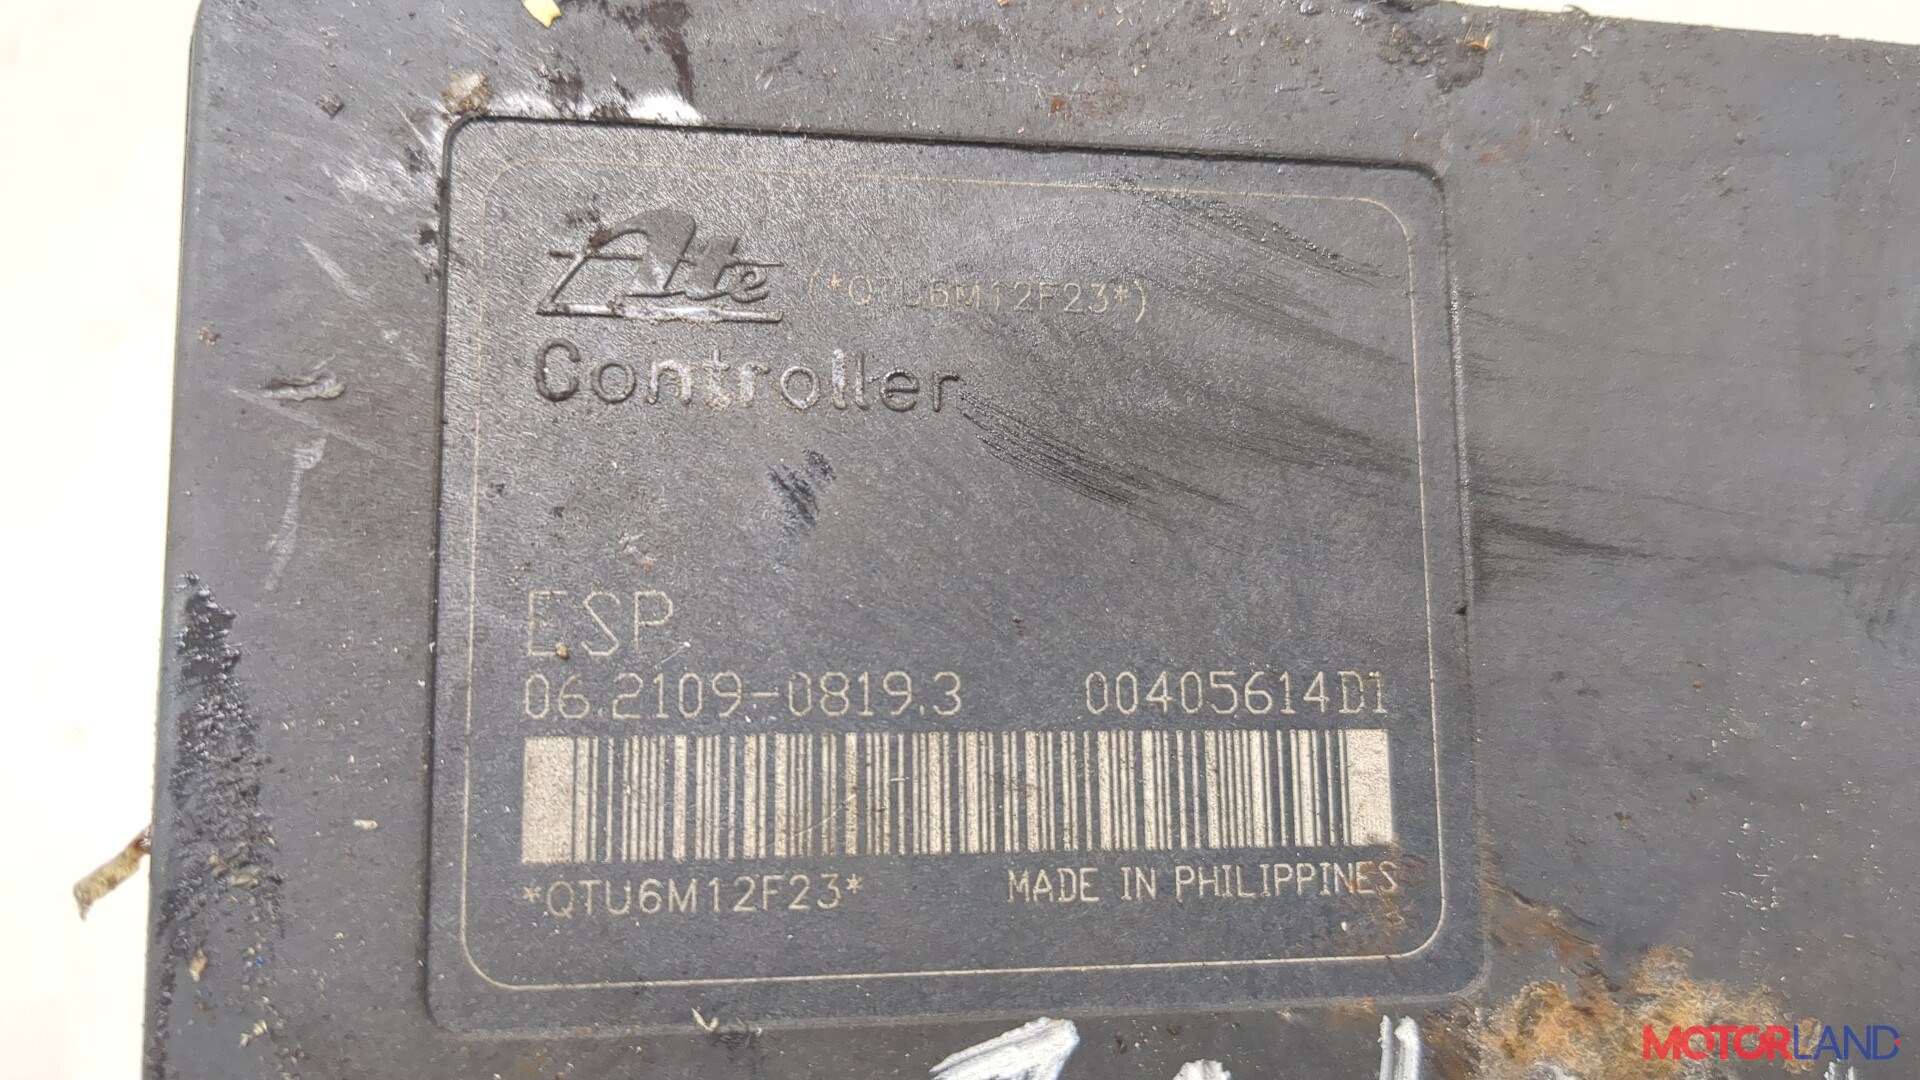 Ate (*QTU6M12F23*)
Controller
ESP
06.2109-0819.3 00405614D1
*QTU6M12F23* MADE IN PHILIPPINES
MOTORLAND